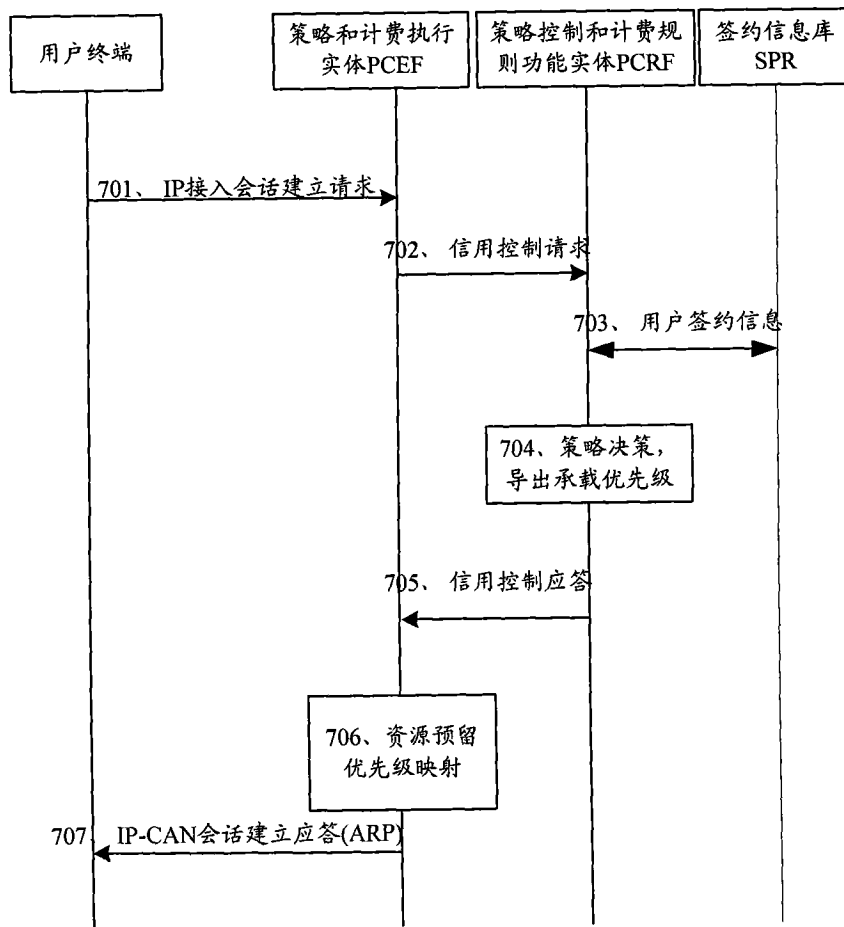 用户终端
策略和计费执行
实体PCEF
策略控制和计费规
则功能实体PCRF
签约信息库
SPR
701、 IP接入会话建立请求
702、 信用控制请求
703、 用户签约信息
704、策略决策，
导出承载优先级
705、 信用控制应答
706、资源预留
优先级映射
707 IP-CAN会话建立应答(ARP)